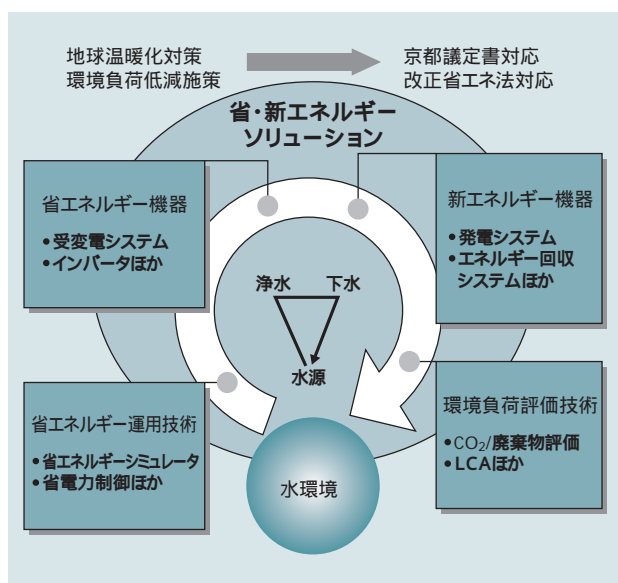 地球温暖化対策
環境負荷低減施策
京都議定書対応
改正省エネ法対応
省・新エネルギー
ソリューション
省エネルギー機器
•受変電システム
•インバータほか
新エネルギー機器
•発電システム
•エネルギー回収
システムほか
浄水
下水
水源
省エネルギー運用技術
•省エネルギーシミュレータ
•省電力制御ほか
環境負荷評価技術
•CO₂/廃棄物評価
•LCAほか
水環境